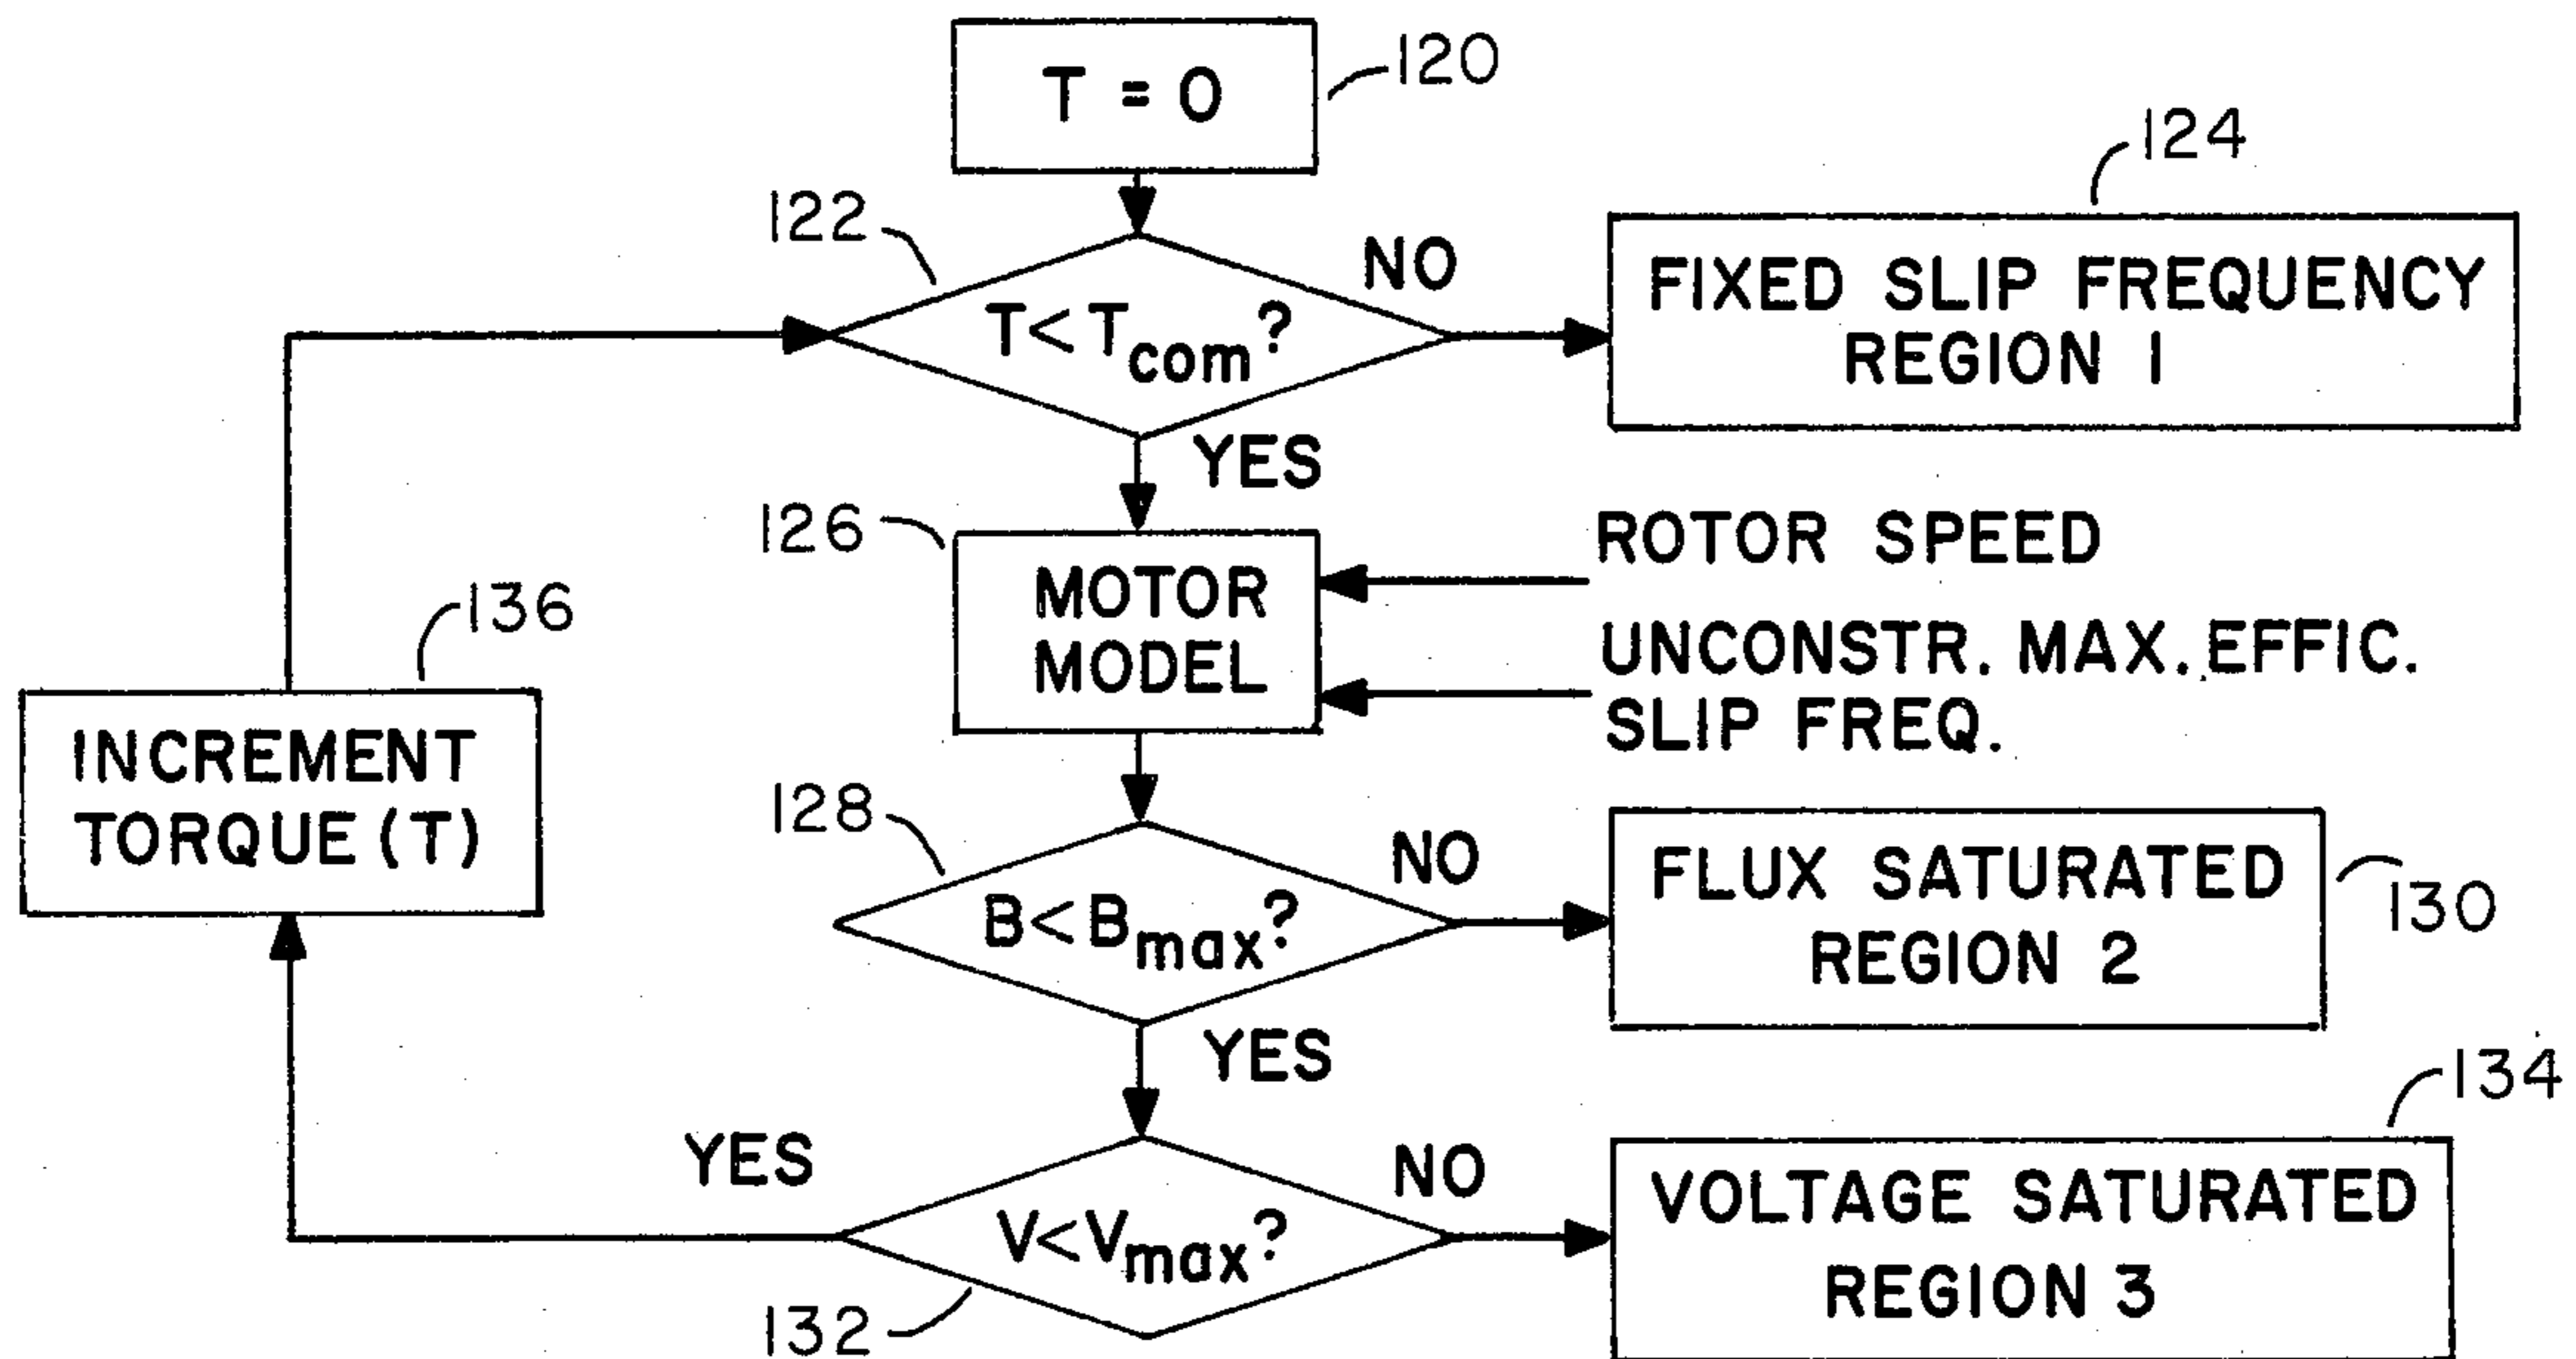 T = 0
120
124
122
NO
FIXED SLIP FREQUENCY
REGION 1
T < Tcom?
YES
126
ROTOR SPEED
MOTOR
MODEL
UNCONSTR. MAX. EFFIC.
SLIP FREQ.
136
INCREMENT
TORQUE (T)
128
NO
FLUX SATURATED
REGION 2
130
B < Bmax?
YES
134
YES
NO
VOLTAGE SATURATED
REGION 3
V < Vmax?
132